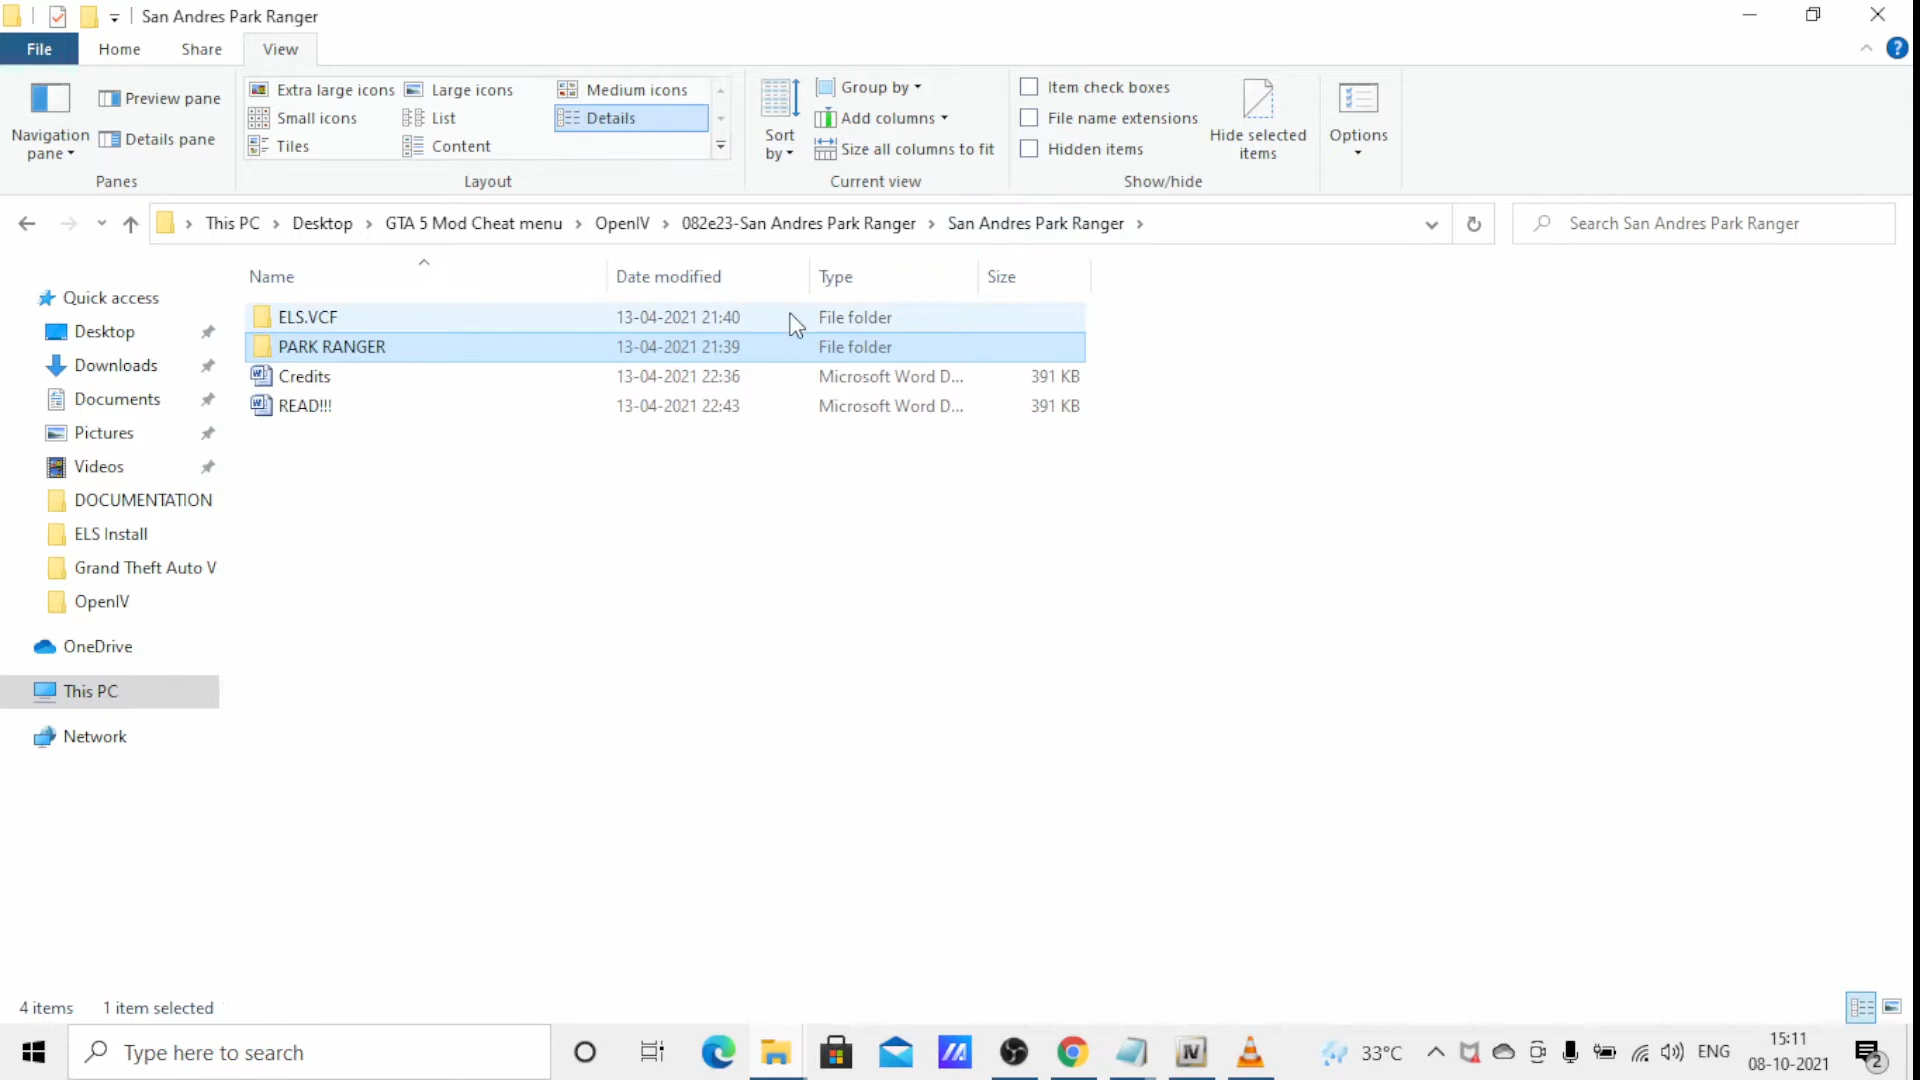 San Andres Park Ranger
File
Home
Share
View
Navigation pane
Preview pane
Details pane
Panes
Extra large icons
Large icons
Medium icons
Small icons
List
Details
Tiles
Content
Layout
Sort by
Group by
Add columns
Size all columns to fit
Current view
Item check boxes
File name extensions
Hidden items
Hide selected items
Show/hide
Options
This PC
Desktop
GTA 5 Mod Cheat menu
OpenIV
082e23-San Andres Park Ranger
San Andres Park Ranger
Search San Andres Park Ranger
Name Date modified Type Size
ELS.VCF 13-04-2021 21:40 File folder
PARK RANGER 13-04-2021 21:39 File folder
Credits 13-04-2021 22:36 Microsoft Word D... 391 KB
READ!!! 13-04-2021 22:43 Microsoft Word D... 391 KB
Quick access
Desktop
Downloads
Documents
Pictures
Videos
DOCUMENTATION
ELS Install
Grand Theft Auto V
OpenIV
OneDrive
This PC
Network
4 items 1 item selected
Type here to search
33°C
ENG
15:11
08-10-2021
2